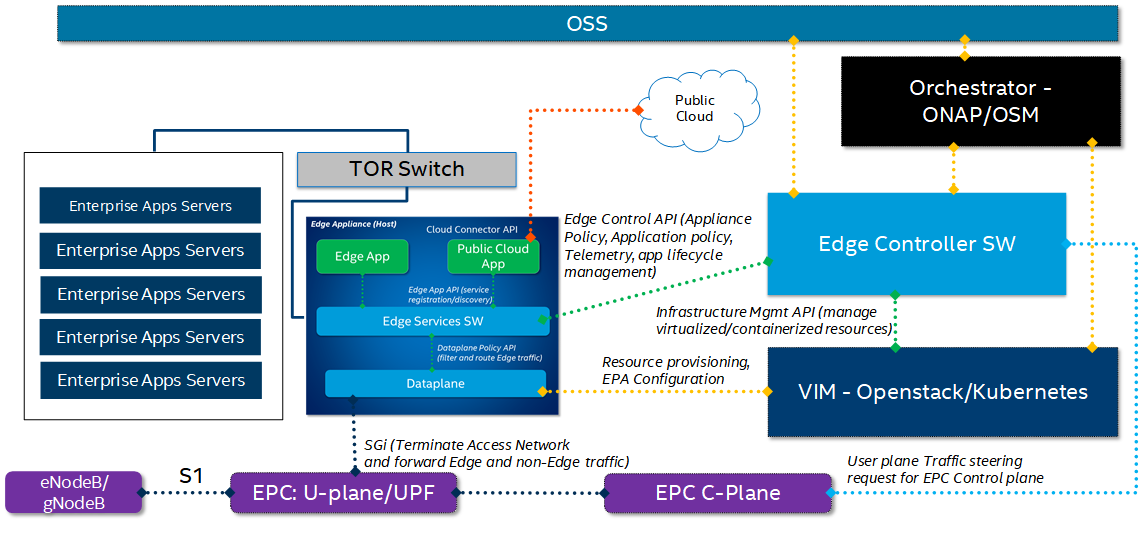 OSS
Orchestrator -
ONAP/OSM
Public
Cloud
TOR Switch
Enterprise Apps Servers
Enterprise Apps Servers
Enterprise Apps Servers
Enterprise Apps Servers
Enterprise Apps Servers
Edge Appliance (Host)
Cloud Connector API
Edge App
Public Cloud
App
Edge App API (service
registration/discovery)
Edge Services SW
Dataplane Policy API
(filter and route Edge traffic)
Dataplane
Edge Control API (Appliance
Policy, Application policy,
Telemetry, app lifecycle
management)
Edge Controller SW
Infrastructure Mgmt API (manage
virtualized/containerized resources)
Resource provisioning,
EPA Configuration
VIM - Openstack/Kubernetes
SGi (Terminate Access Network
and forward Edge and non-Edge traffic)
User plane Traffic steering
request for EPC Control plane
eNodeB/
gNodeB
S1
EPC: U-plane/UPF
EPC C-Plane